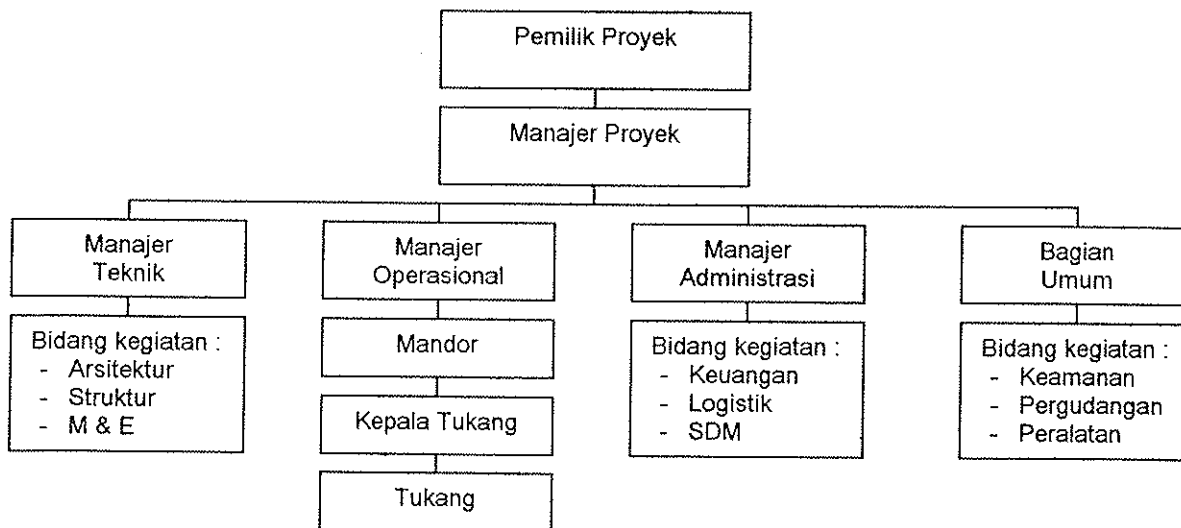 Pemilik Proyek
Manajer Proyek
Manajer
Teknik
Bidang kegiatan :
- Arsitektur
- Struktur
- M & E
Manajer
Operasional
Mandor
Kepala Tukang
Tukang
Manajer
Administrasi
Bidang kegiatan :
- Keuangan
- Logistik
- SDM
Bagian
Umum
Bidang kegiatan :
- Keamanan
- Pergudangan
- Peralatan